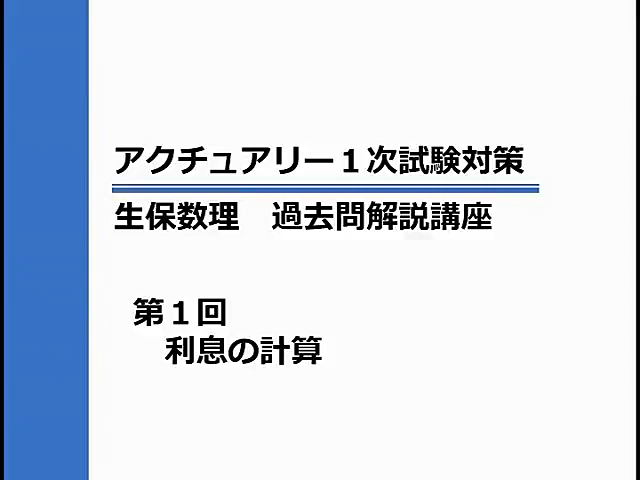 アクチュアリー１次試験対策
生保数理　過去問解説講座
第１回
利息の計算